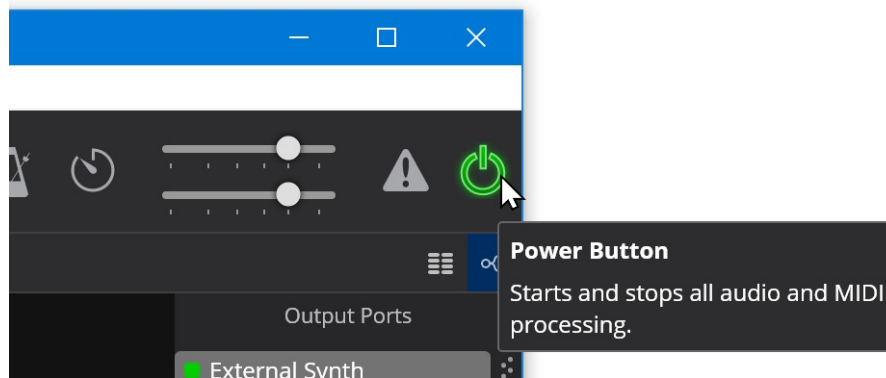 Power Button
Starts and stops all audio and MIDI
processing.
Output Ports
External Synth